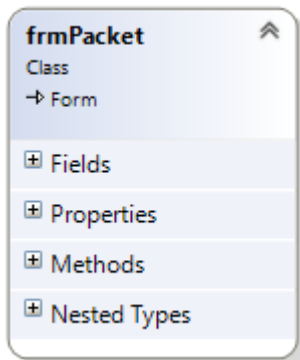 frmPacket
Class
Form
Fields
Properties
Methods
Nested Types